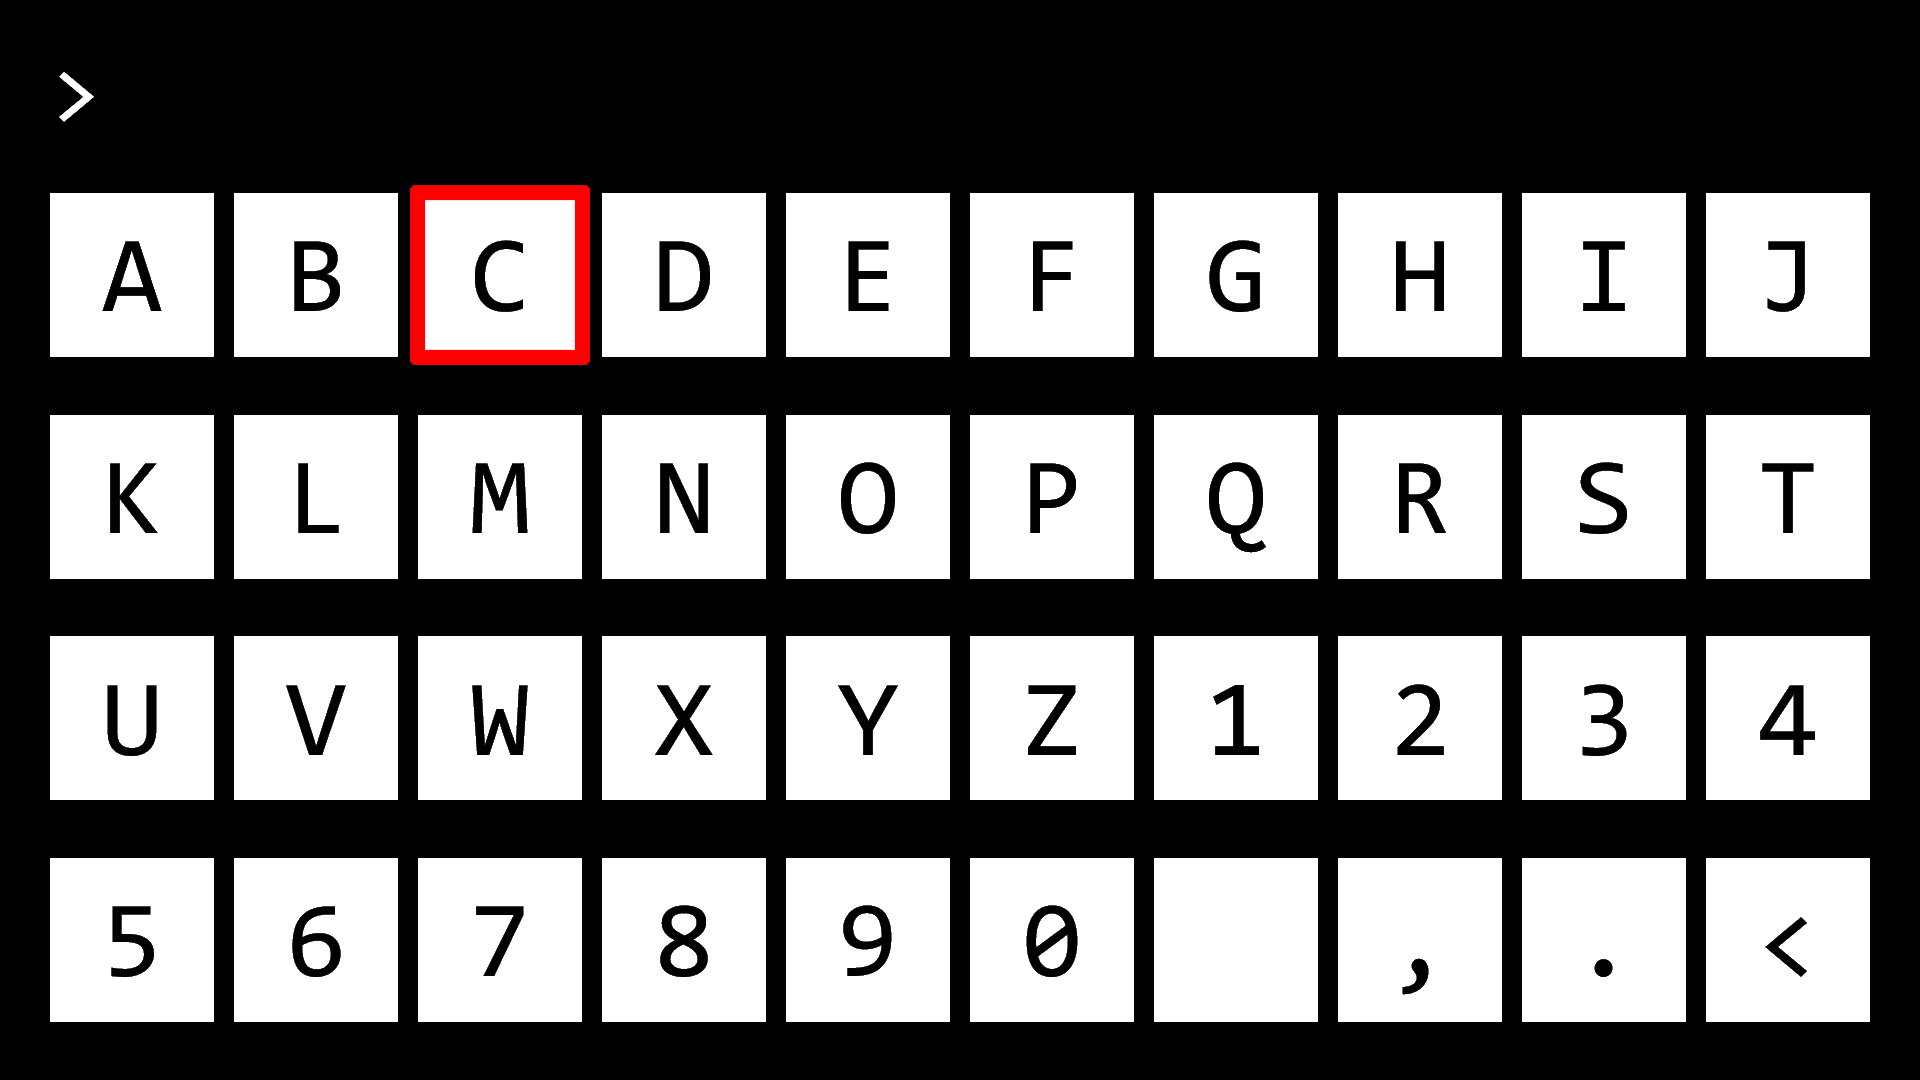 >
A B C D E F G H I J
K L M N O P Q R S T
U V W X Y Z 1 2 3 4
5 6 7 8 9 0 , . <